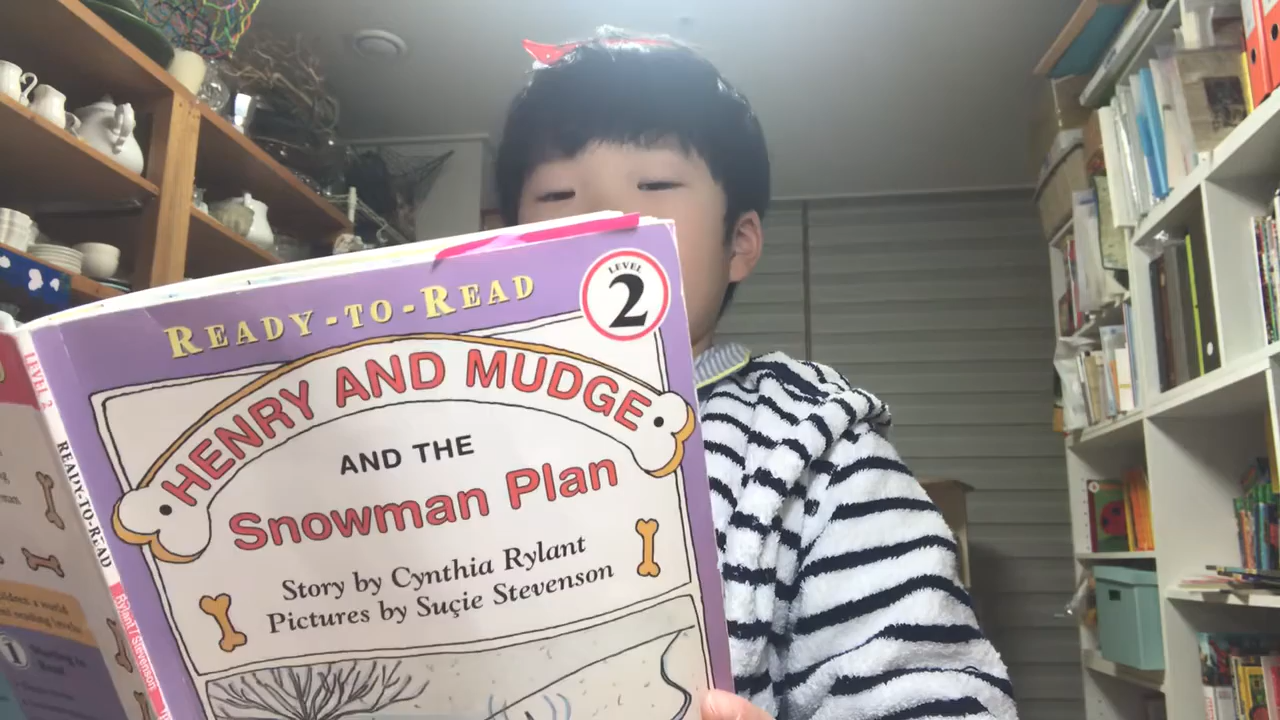 READY-TO-READ
LEVEL
2
HENRY AND MUDGE
AND THE
Snowman Plan
Story by Cynthia Rylant
Pictures by Suçie Stevenson
LEVEL 2
READY-TO-READ
Rylant / Stevenson
1